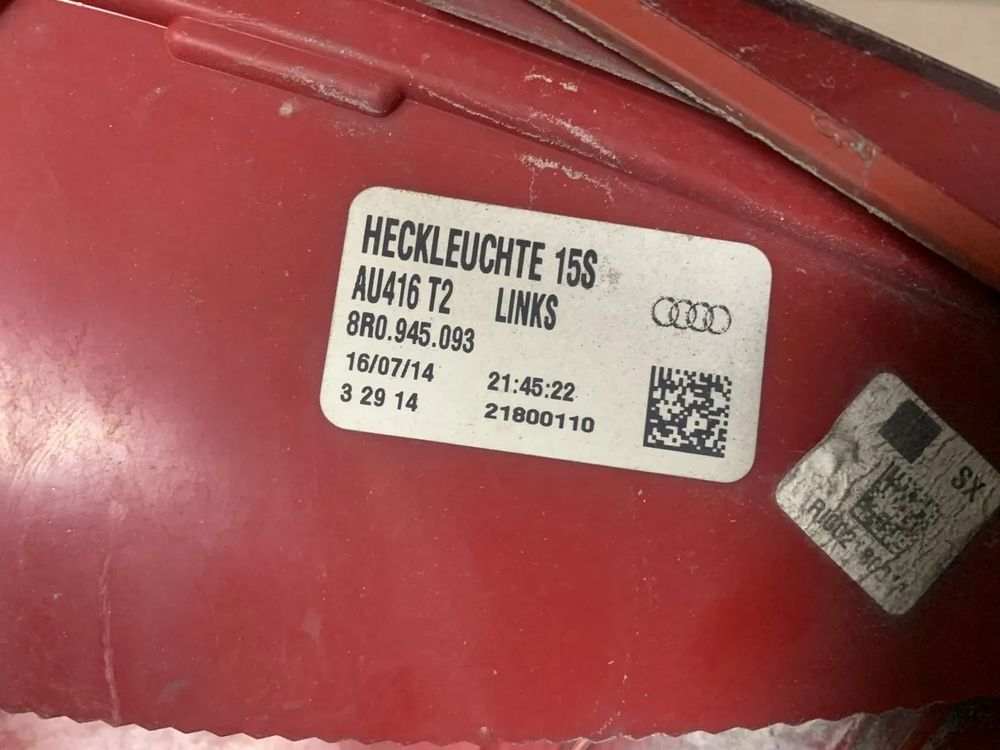 HECKLEUCHTE 15S
AU416 T2 LINKS
8R0.945.093
16/07/14 21:45:22
3 29 14 21800110
SX